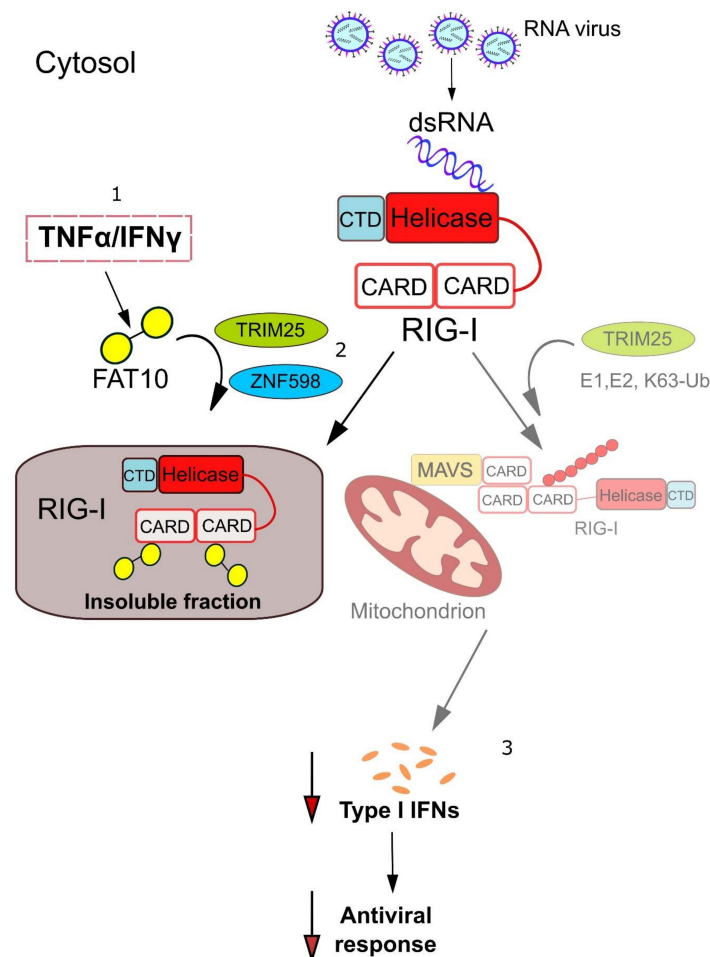 RNA virus
Cytosol
dsRNA
1
CTD Helicase
TNFα/IFNγ
CARD CARD
RIG-I
TRIM25
2
ZNF598
FAT10
TRIM25
E1,E2, K63-Ub
CTD Helicase
RIG-I
CARD CARD
Insoluble fraction
MAVS CARD
CARD CARD Helicase CTD
RIG-I
Mitochondrion
3
Type I IFNs
Antiviral
response